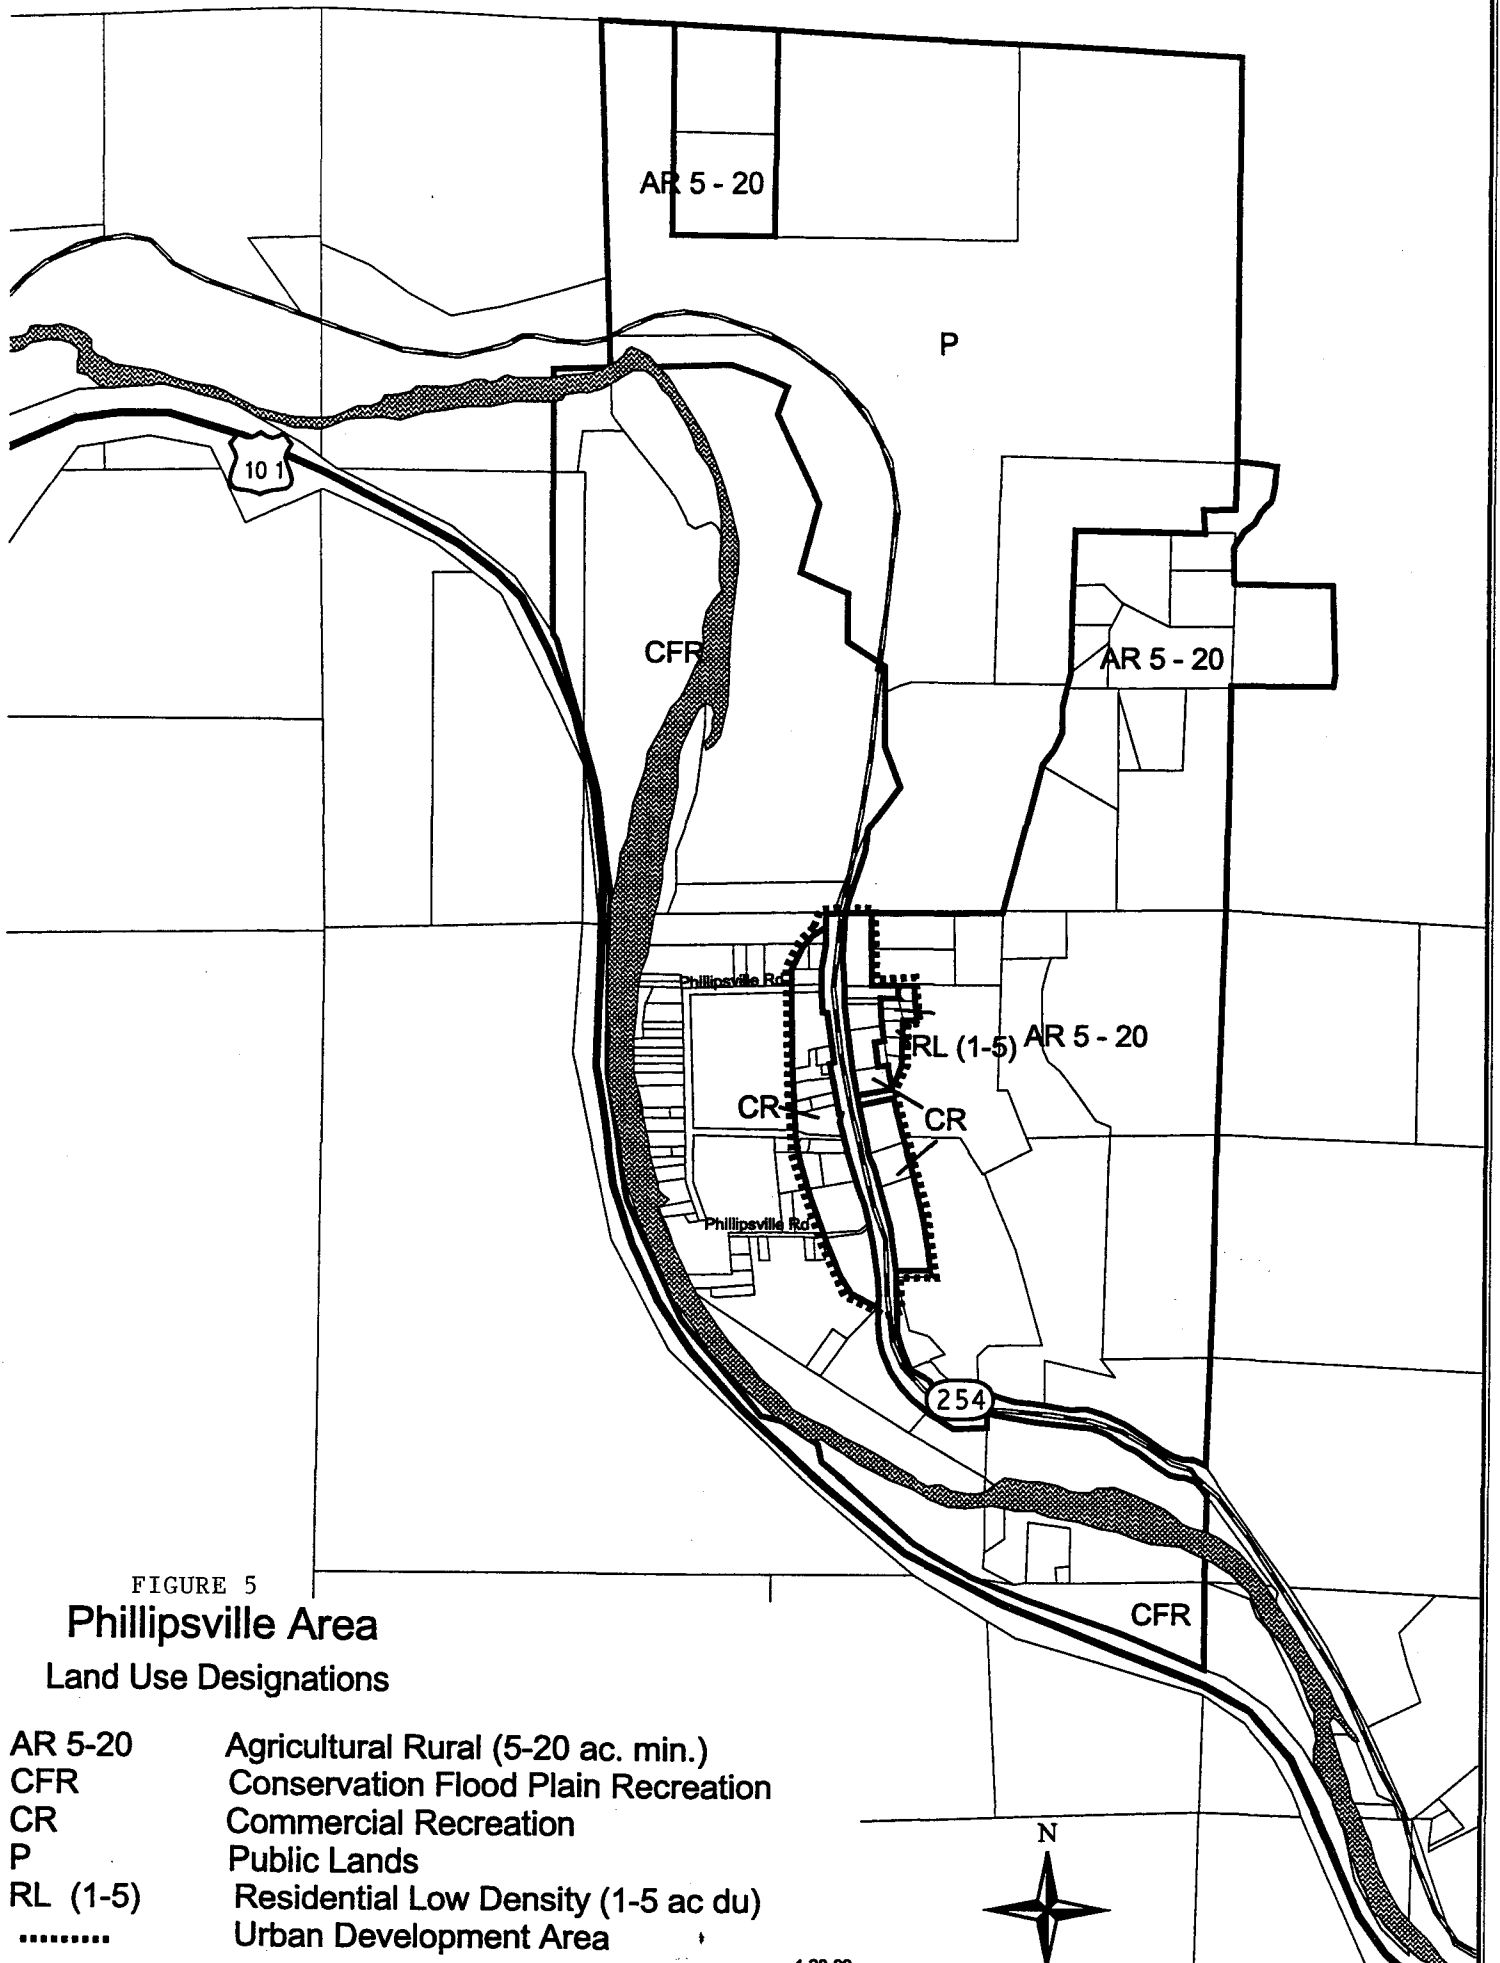 AR 5 - 20
P
10 1
CFR
AR 5 - 20
Phillipsville Rd
RL (1-5)
AR 5 - 20
CR
CR
Phillipsville Rd
254
CFR
FIGURE 5
Phillipsville Area
Land Use Designations
AR 5-20 Agricultural Rural (5-20 ac. min.)
CFR Conservation Flood Plain Recreation
CR Commercial Recreation
P Public Lands
RL (1-5) Residential Low Density (1-5 ac du)
Urban Development Area
N